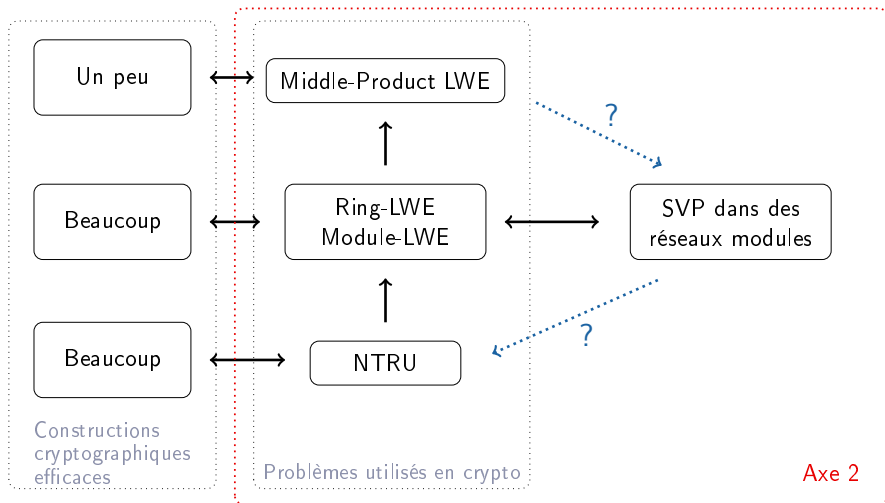 Un peu
Middle-Product LWE
?
Beaucoup
Ring-LWE
Module-LWE
SVP dans des
réseaux modules
Beaucoup
NTRU
?
Constructions
cryptographiques
efficaces
Problèmes utilisés en crypto
Axe 2